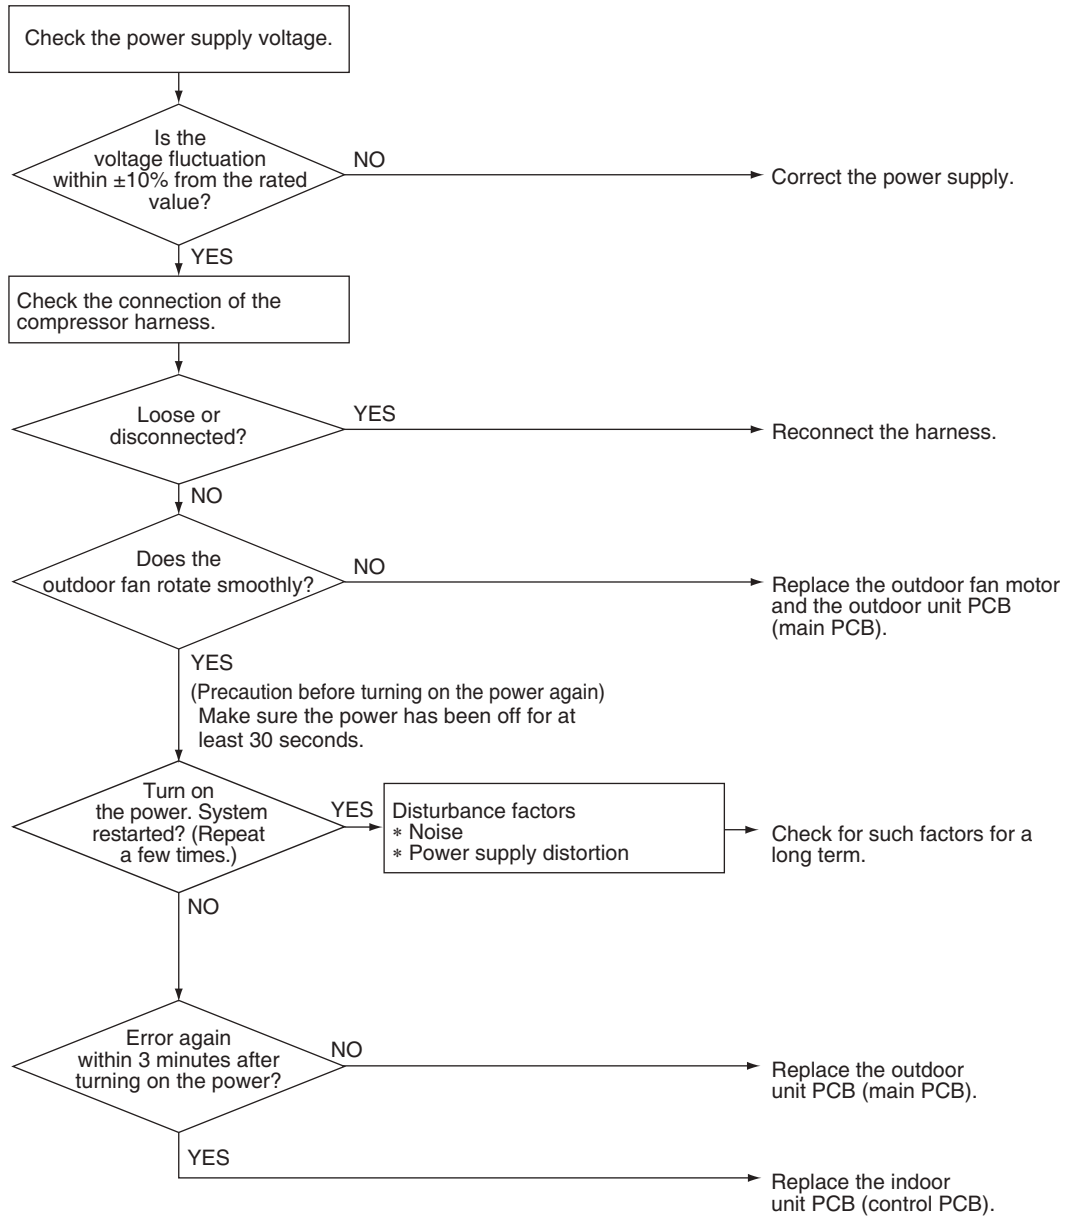 Check the power supply voltage.
Is the
voltage fluctuation
within ±10% from the rated
value?
NO
Correct the power supply.
YES
Check the connection of the
compressor harness.
Loose or
disconnected?
YES
Reconnect the harness.
NO
Does the
outdoor fan rotate smoothly?
NO
Replace the outdoor fan motor
and the outdoor unit PCB
(main PCB).
YES
(Precaution before turning on the power again)
Make sure the power has been off for at
least 30 seconds.
Turn on
the power. System
restarted? (Repeat
a few times.)
YES
Disturbance factors
∗ Noise
∗ Power supply distortion
Check for such factors for a
long term.
NO
Error again
within 3 minutes after
turning on the power?
NO
Replace the outdoor
unit PCB (main PCB).
YES
Replace the indoor
unit PCB (control PCB).